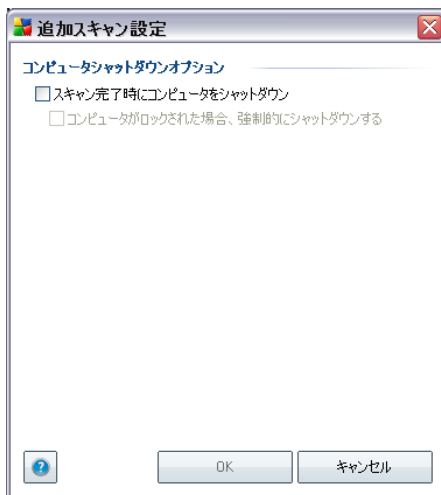 追加スキャン設定
コンピュータシャットダウンオプション
スキャン完了時にコンピュータをシャットダウン
コンピュータがロックされた場合、強制的にシャットダウンする
OK
キャンセル